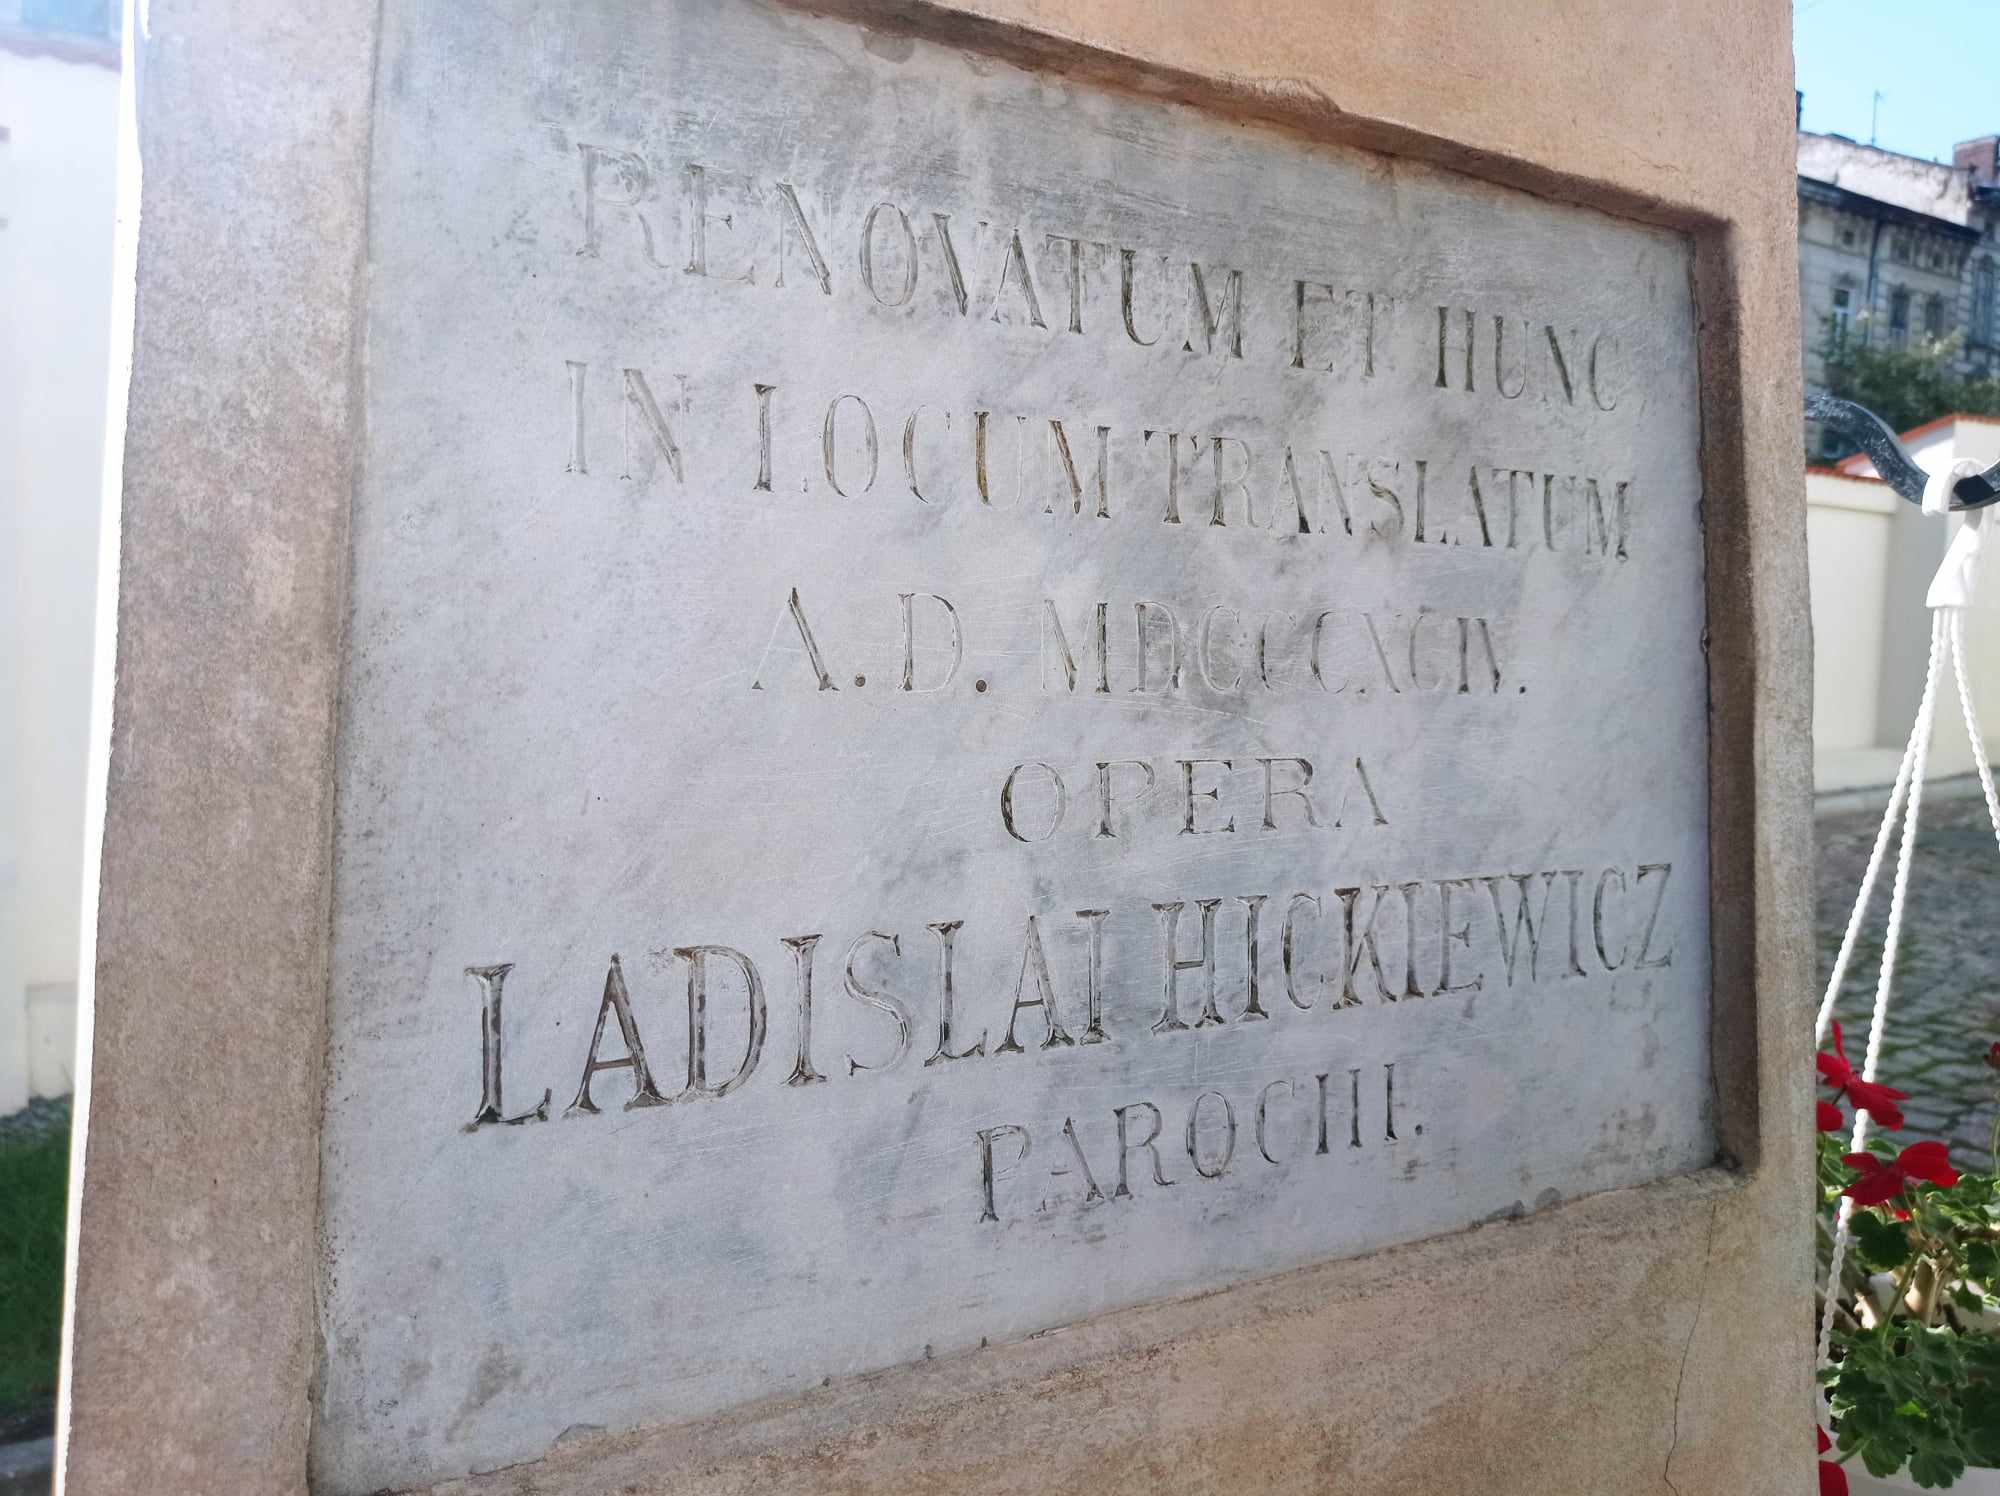 RENOVATUM ET HUNC
IN LOCUM TRANSLATUM
A.D. MDCCCXCIV.
OPERA
LADISLAI HICKIEWICZ
PAROCHI.